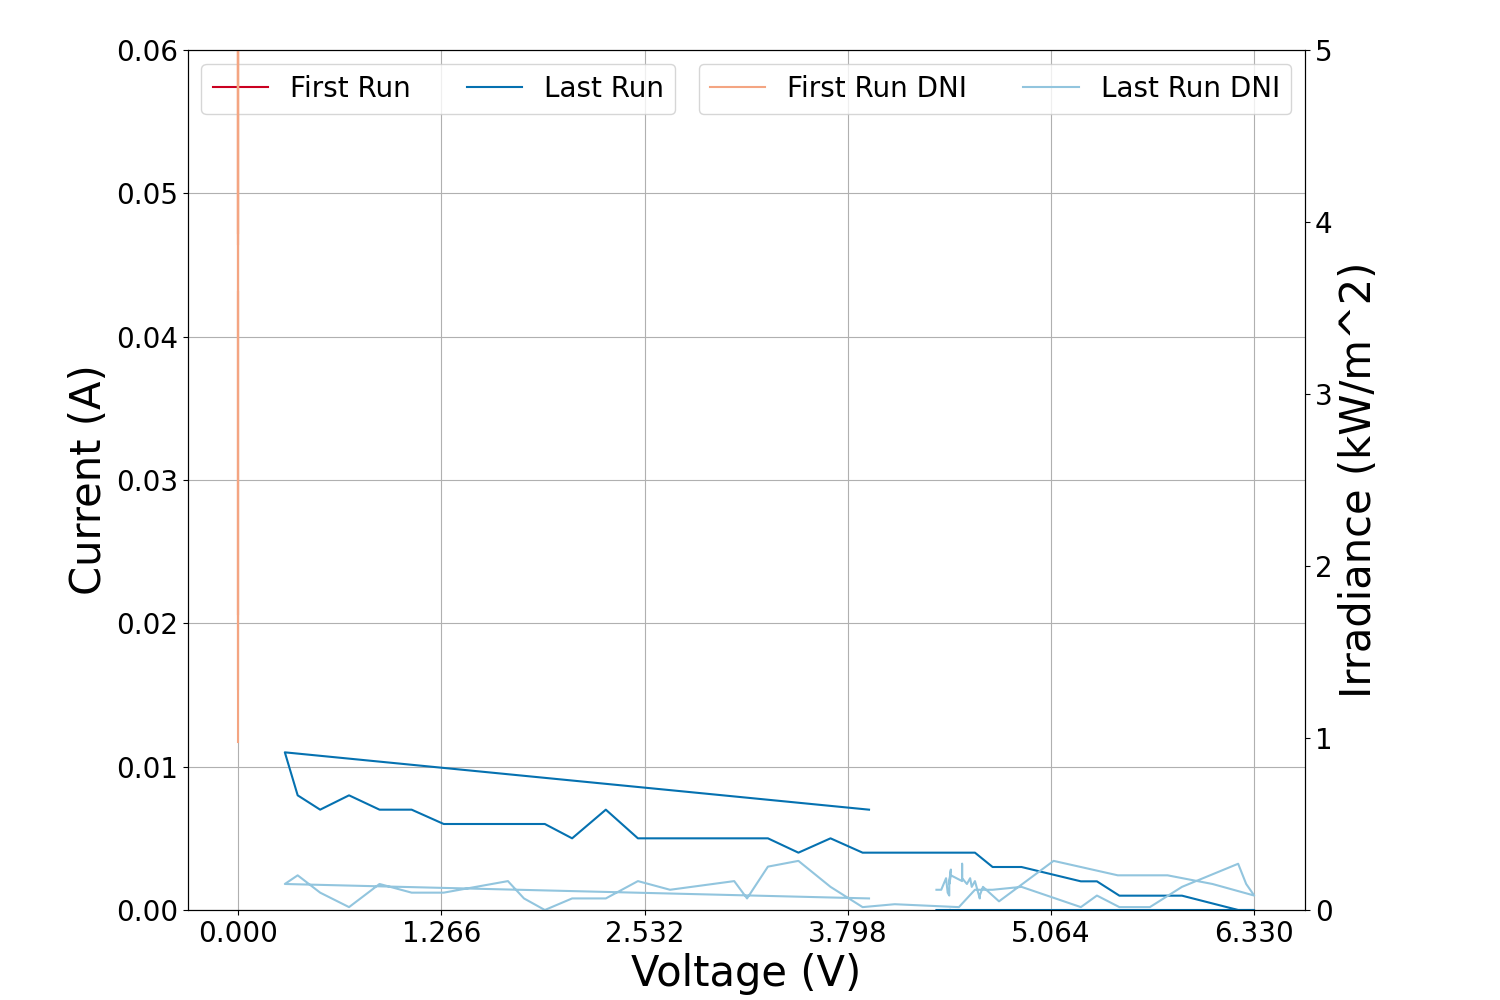 First Run
Last Run
First Run DNI
Last Run DNI
0.06
0.05
0.04
0.03
0.02
0.01
0.00
Current (A)
5
4
3
2
1
0
Irradiance (kW/m^2)
0.000
1.266
2.532
3.798
5.064
6.330
Voltage (V)